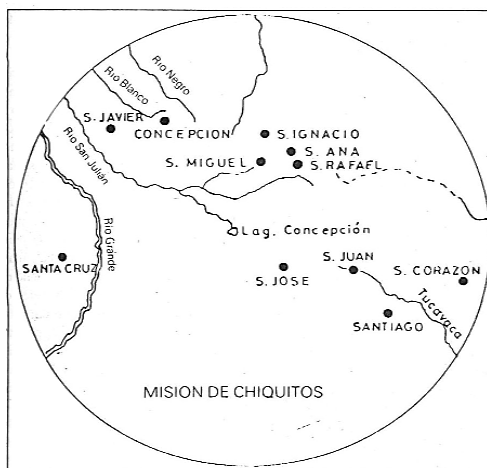 Rio Negro
Rio Blanco
S. JAVIER
CONCEPCION
S. IGNACIO
S. ANA
S. MIGUEL
S. RAFAEL
Rio San Julián
Rio Grande
Lag. Concepción
SANTA CRUZ
S. JOSE
S. JUAN
S. CORAZON
Tucavaca
SANTIAGO
MISION DE CHIQUITOS